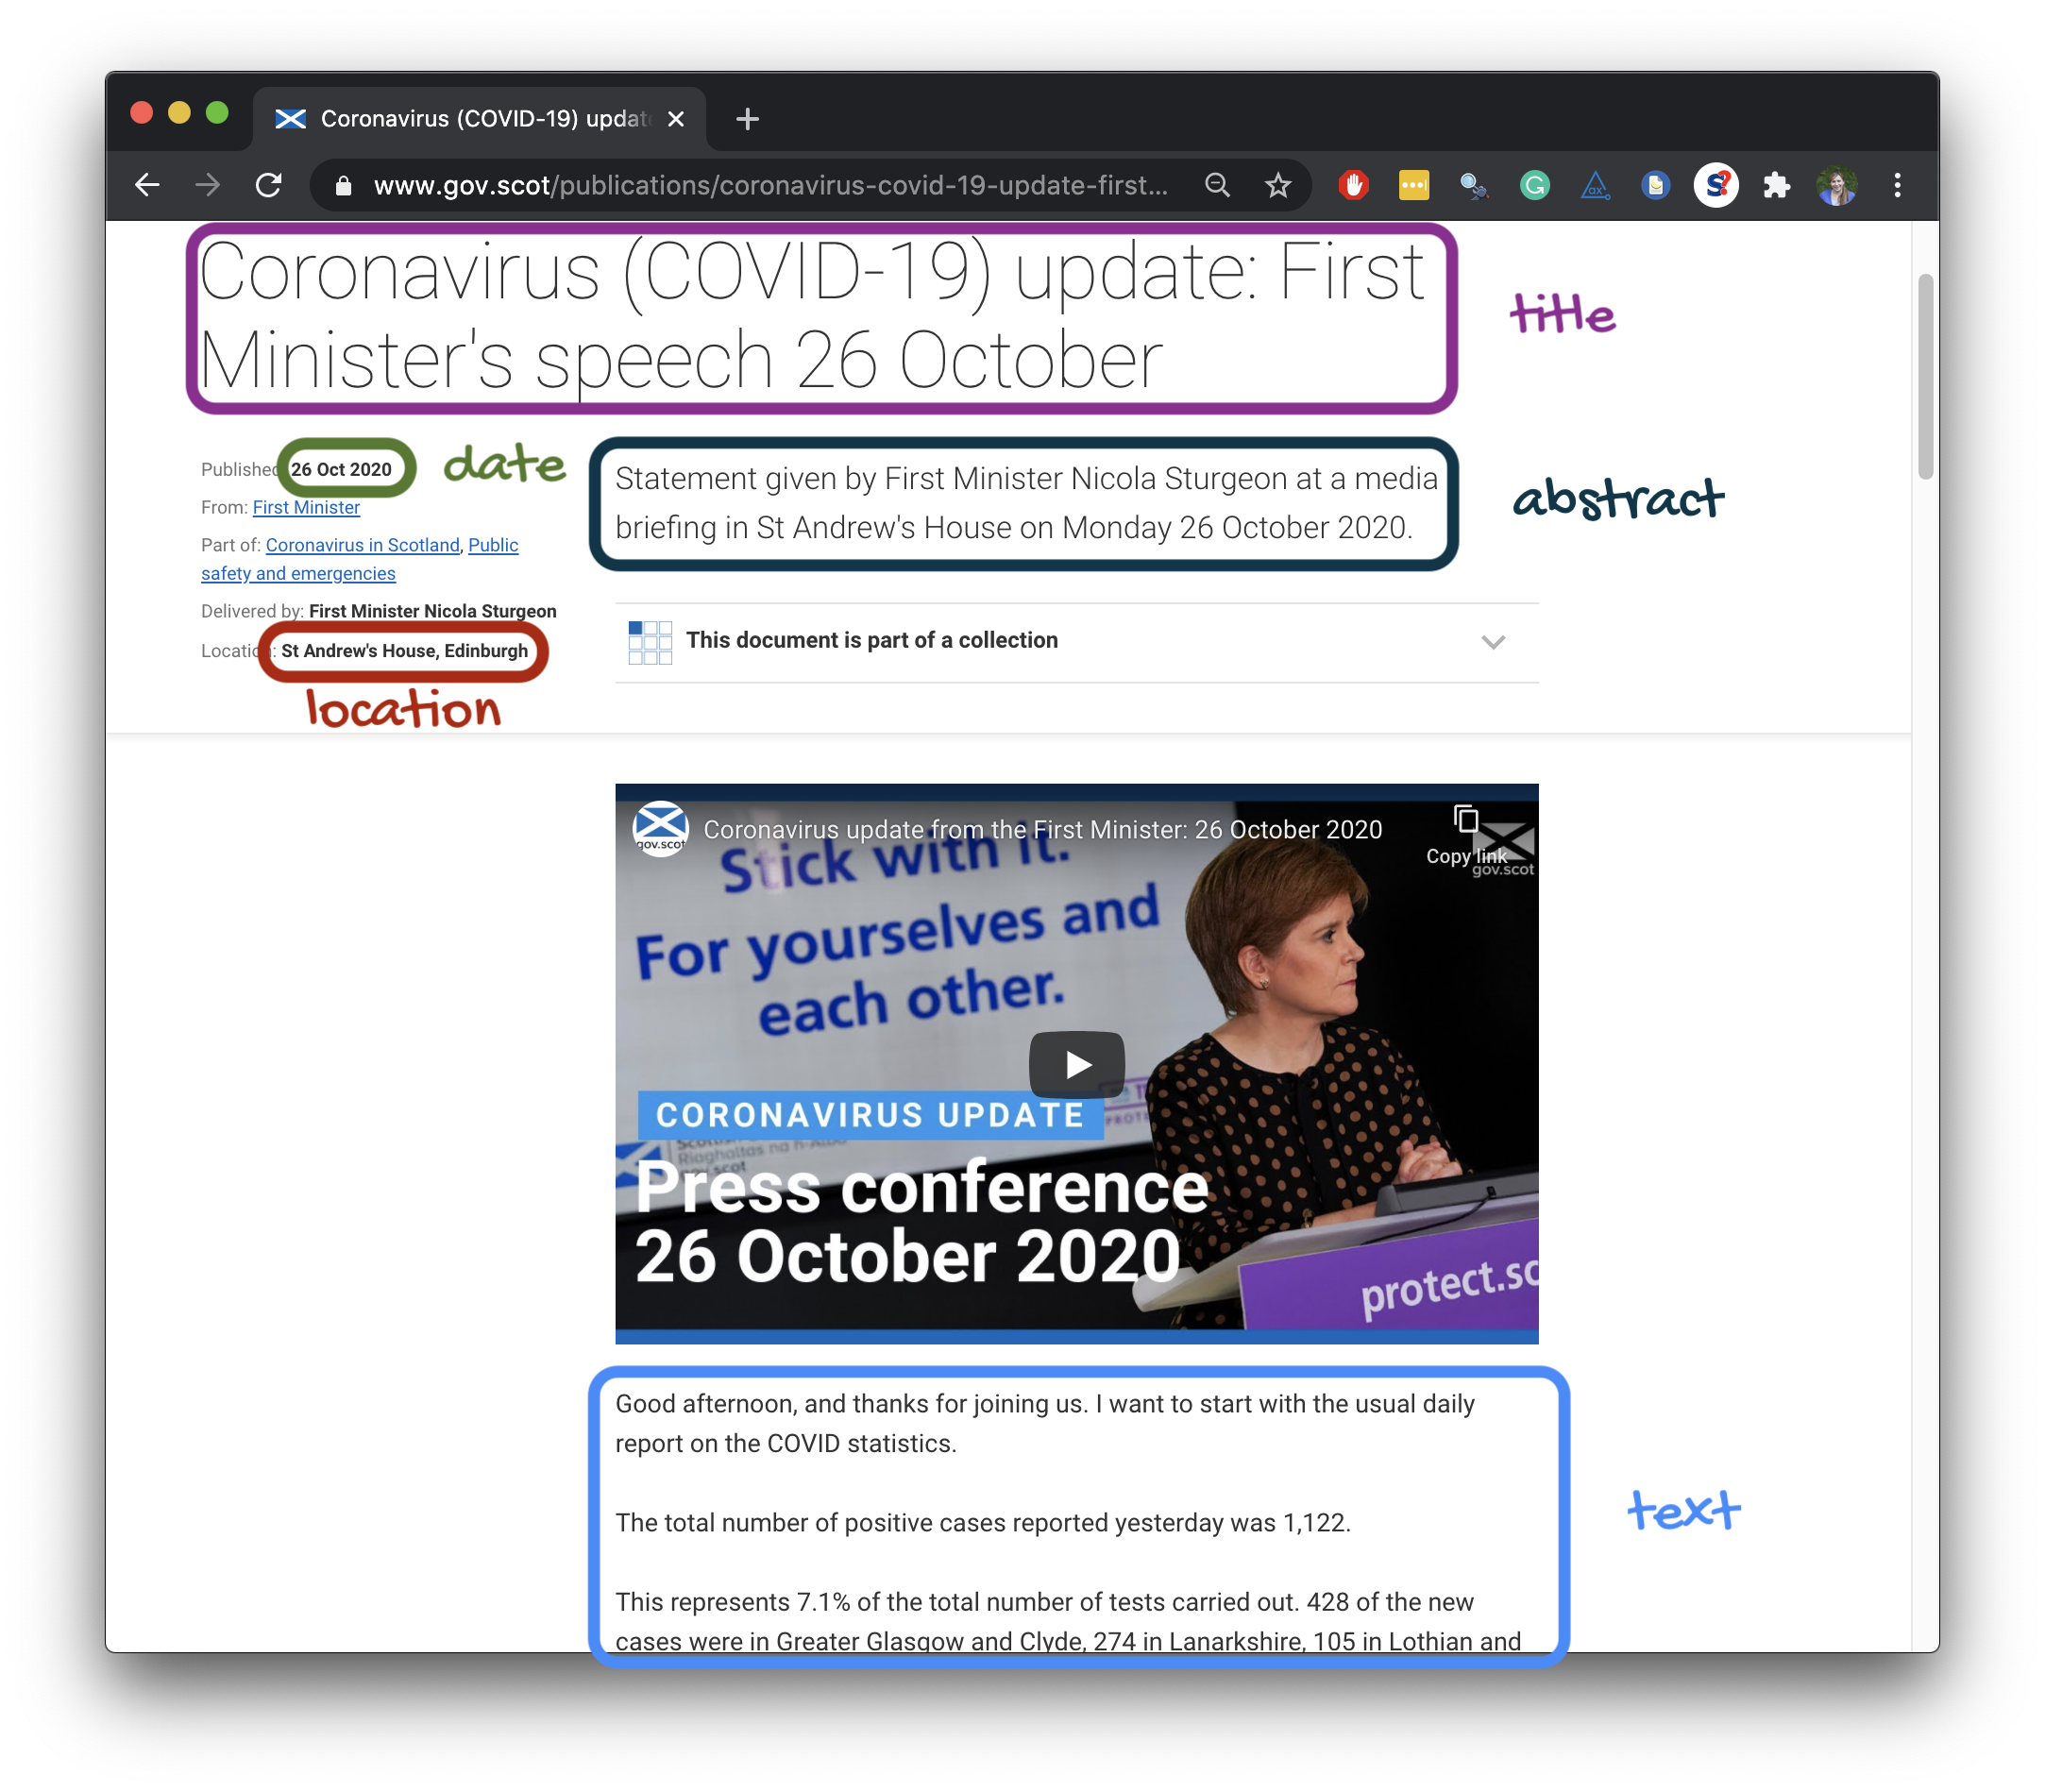 Coronavirus (COVID-19) updat
www.gov.scot/publications/coronavirus-covid-19-update-first...
Coronavirus (COVID-19) update: First
Minister's speech 26 October
title
Published 26 Oct 2020
date
From: First Minister
Part of: Coronavirus in Scotland, Public
safety and emergencies
Delivered by: First Minister Nicola Sturgeon
Location: St Andrew's House, Edinburgh
location
Statement given by First Minister Nicola Sturgeon at a media
briefing in St Andrew's House on Monday 26 October 2020.
abstract
This document is part of a collection
gov.scot
Coronavirus update from the First Minister: 26 October 2020
Copy link
gov.scot
Stick with it.
For yourselves and
each other.
CORONAVIRUS UPDATE
Riaghaltas na h-Alba
gov.scot
Press conference
26 October 2020
protect.sc
Good afternoon, and thanks for joining us. I want to start with the usual daily
report on the COVID statistics.
The total number of positive cases reported yesterday was 1,122.
This represents 7.1% of the total number of tests carried out. 428 of the new
cases were in Greater Glasgow and Clyde, 274 in Lanarkshire, 105 in Lothian and
text